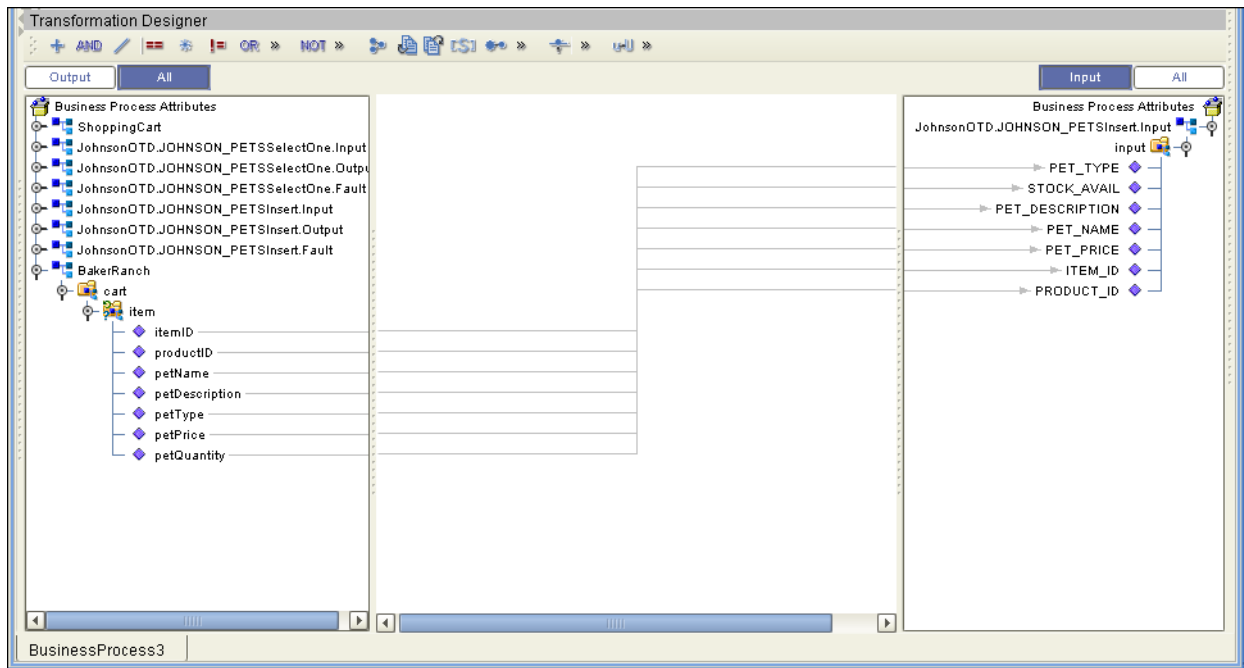 Transformation Designer
AND == != OR » NOT » [S] » » »
Output All Input All
Business Process Attributes
ShoppingCart
JohnsonOTD.JOHNSON_PETSSelectOne.Input
JohnsonOTD.JOHNSON_PETSSelectOne.Outpu
JohnsonOTD.JOHNSON_PETSSelectOne.Fault
JohnsonOTD.JOHNSON_PETSInsert.Input
JohnsonOTD.JOHNSON_PETSInsert.Output
JohnsonOTD.JOHNSON_PETSInsert.Fault
BakerRanch
cart
item
itemID
productID
petName
petDescription
petType
petPrice
petQuantity
Business Process Attributes
JohnsonOTD.JOHNSON_PETSInsert.Input
input
PET_TYPE
STOCK_AVAIL
PET_DESCRIPTION
PET_NAME
PET_PRICE
ITEM_ID
PRODUCT_ID
BusinessProcess3